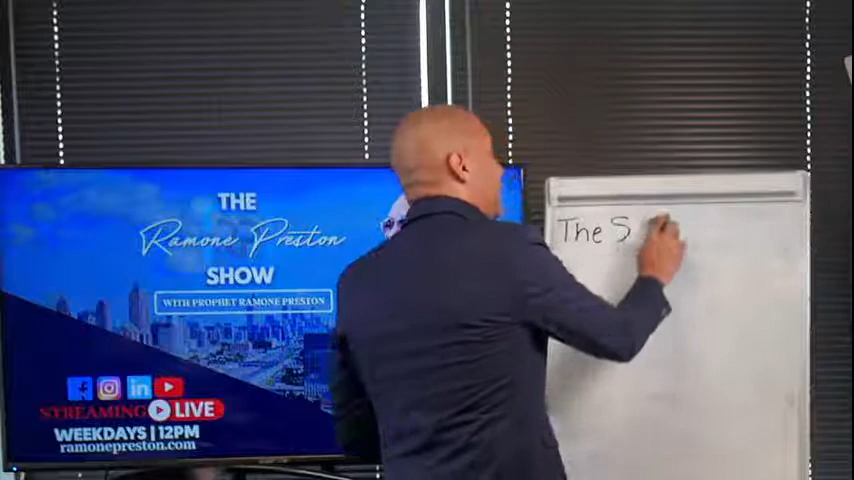 THE
Ramone Preston
SHOW
WITH PROPHET RAMONE PRESTON
STREAMING LIVE
WEEKDAYS | 12PM
ramonepreston.com
The S